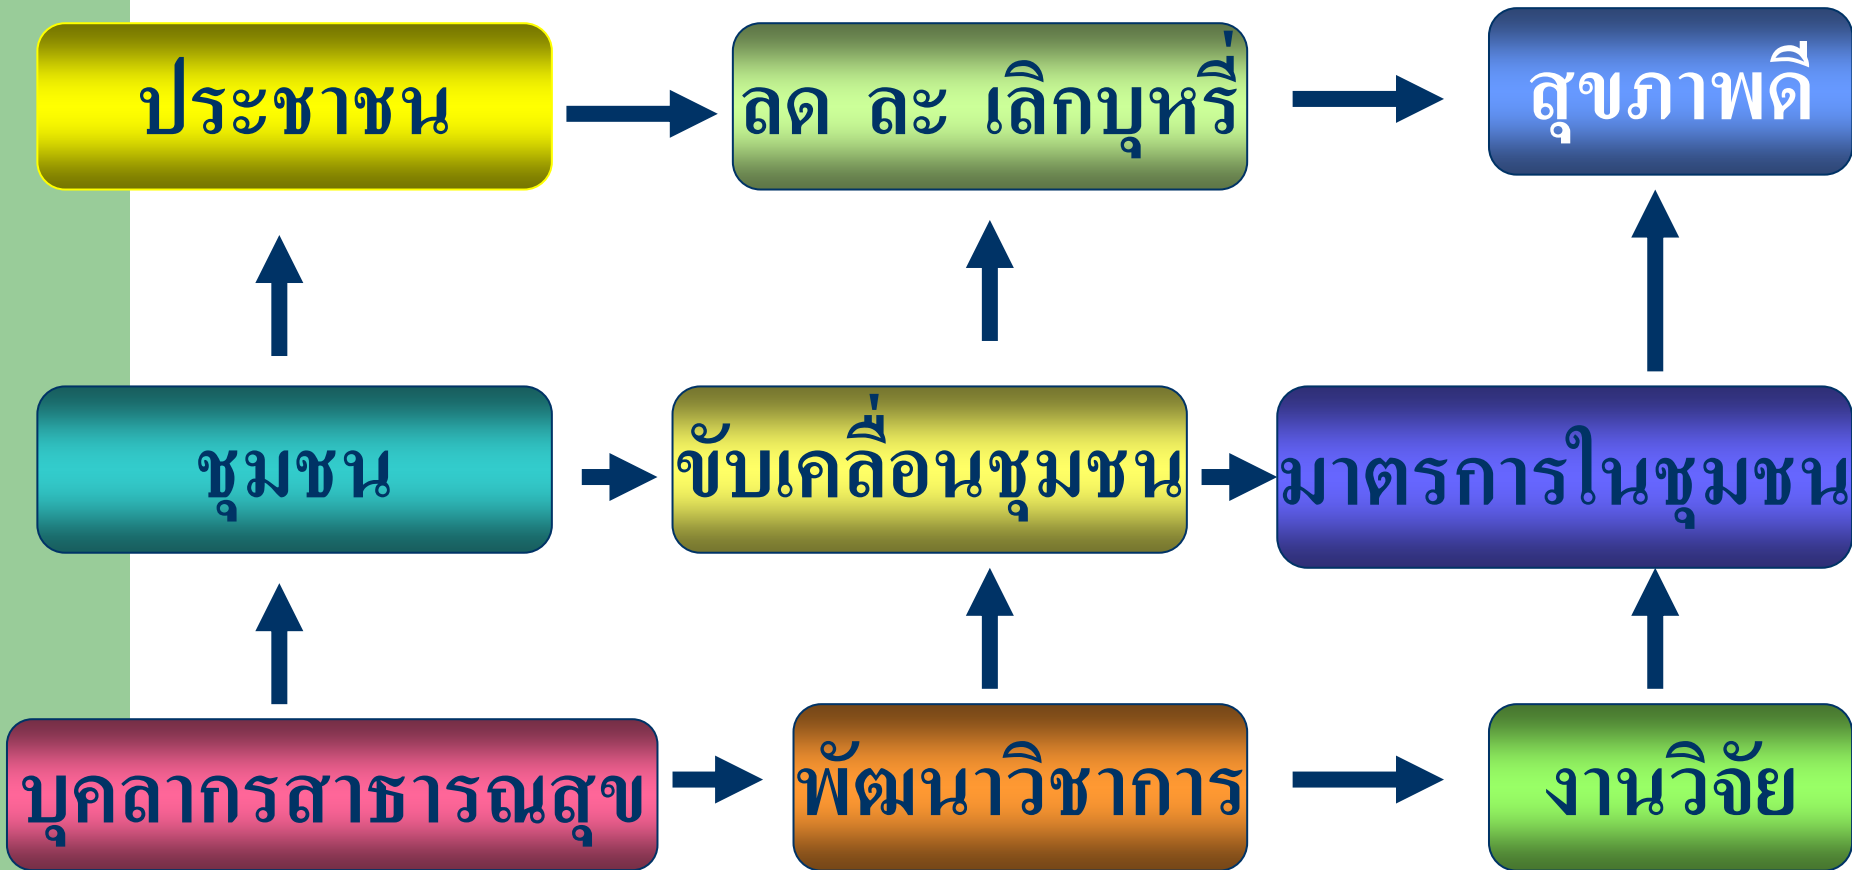 ประชาชน
ลด ละ เลิกบุหรี่
สุขภาพดี
ชุมชน
ขับเคลื่อนชุมชน
มาตรการในชุมชน
บุคลากรสาธารณสุข
พัฒนาวิชาการ
งานวิจัย